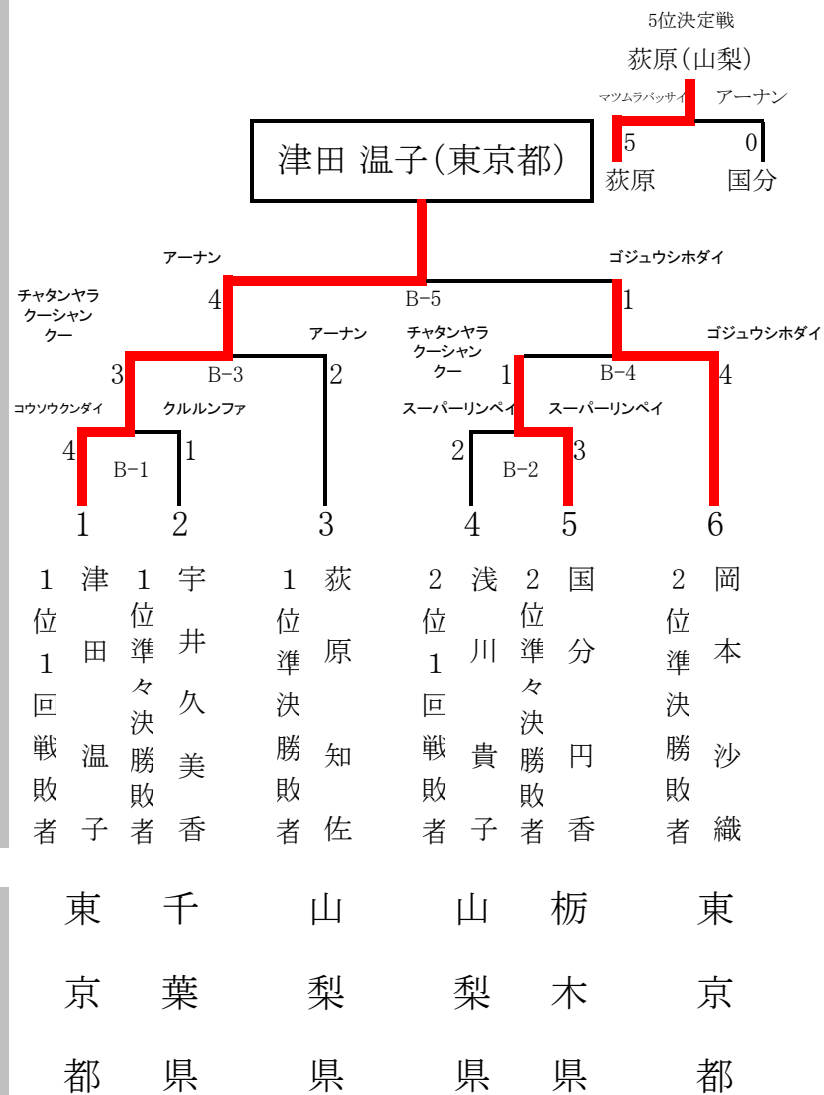 5位決定戦
荻原(山梨)
マツムラバッサイ アーナン
5 0
荻原 国分
津田 温子(東京都)
アーナン ゴジュウシホダイ
4 B-5 1
チャタンヤラ
クーシャン
クー
アーナン
チャタンヤラ
クーシャン
クー
ゴジュウシホダイ
3 B-3 2 1 B-4 4
コウソウクンダイ クルルンファ スーパーリンペイ スーパーリンペイ
4 B-1 1 2 B-2 3
1 2 3 4 5 6
1位1回戦敗者
津田温子
1位準々決勝敗者
宇井久美香
1位準決勝敗者
荻原知佐
2位1回戦敗者
浅川貴子
2位準々決勝敗者
国分円香
2位準決勝敗者
岡本沙織
東京都
千葉県
山梨県
山梨県
栃木県
東京都